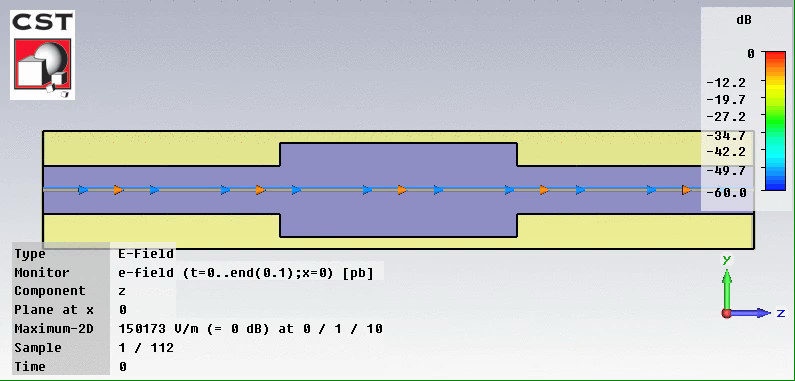 CST
dB
0
-12.2
-19.7
-27.2
-34.7
-42.2
-49.7
-60.0
Type E-Field
Monitor e-field (t=0..end(0.1);x=0) [pb]
Component z
Plane at x 0
Maximum-2D 150173 V/m (= 0 dB) at 0 / 1 / 10
Sample 1 / 112
Time 0
y
z